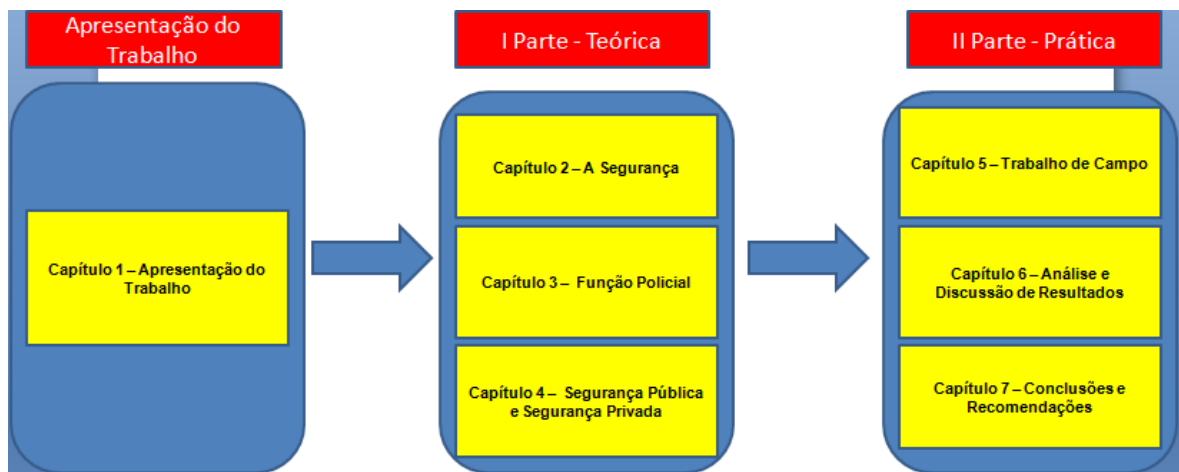 Apresentação do
Trabalho
Capítulo 1 – Apresentação do
Trabalho
I Parte - Teórica
Capítulo 2 – A Segurança
Capítulo 3 – Função Policial
Capítulo 4 – Segurança Pública
e Segurança Privada
II Parte - Prática
Capítulo 5 – Trabalho de Campo
Capítulo 6 – Análise e
Discussão de Resultados
Capítulo 7 – Conclusões e
Recomendações